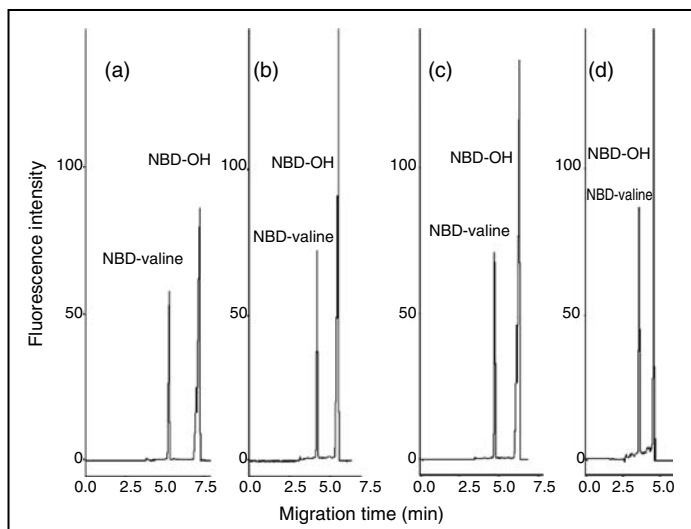 Fluorescence intensity
(a)
100
50
0
NBD-OH
NBD-valine
0.0 2.5 5.0 7.5
(b)
100
50
0
NBD-OH
NBD-valine
0.0 2.5 5.0 7.5
(c)
100
50
0
NBD-OH
NBD-valine
0.0 2.5 5.0 7.5
(d)
100
50
0
NBD-OH
NBD-valine
0.0 2.5 5.0
Migration time (min)